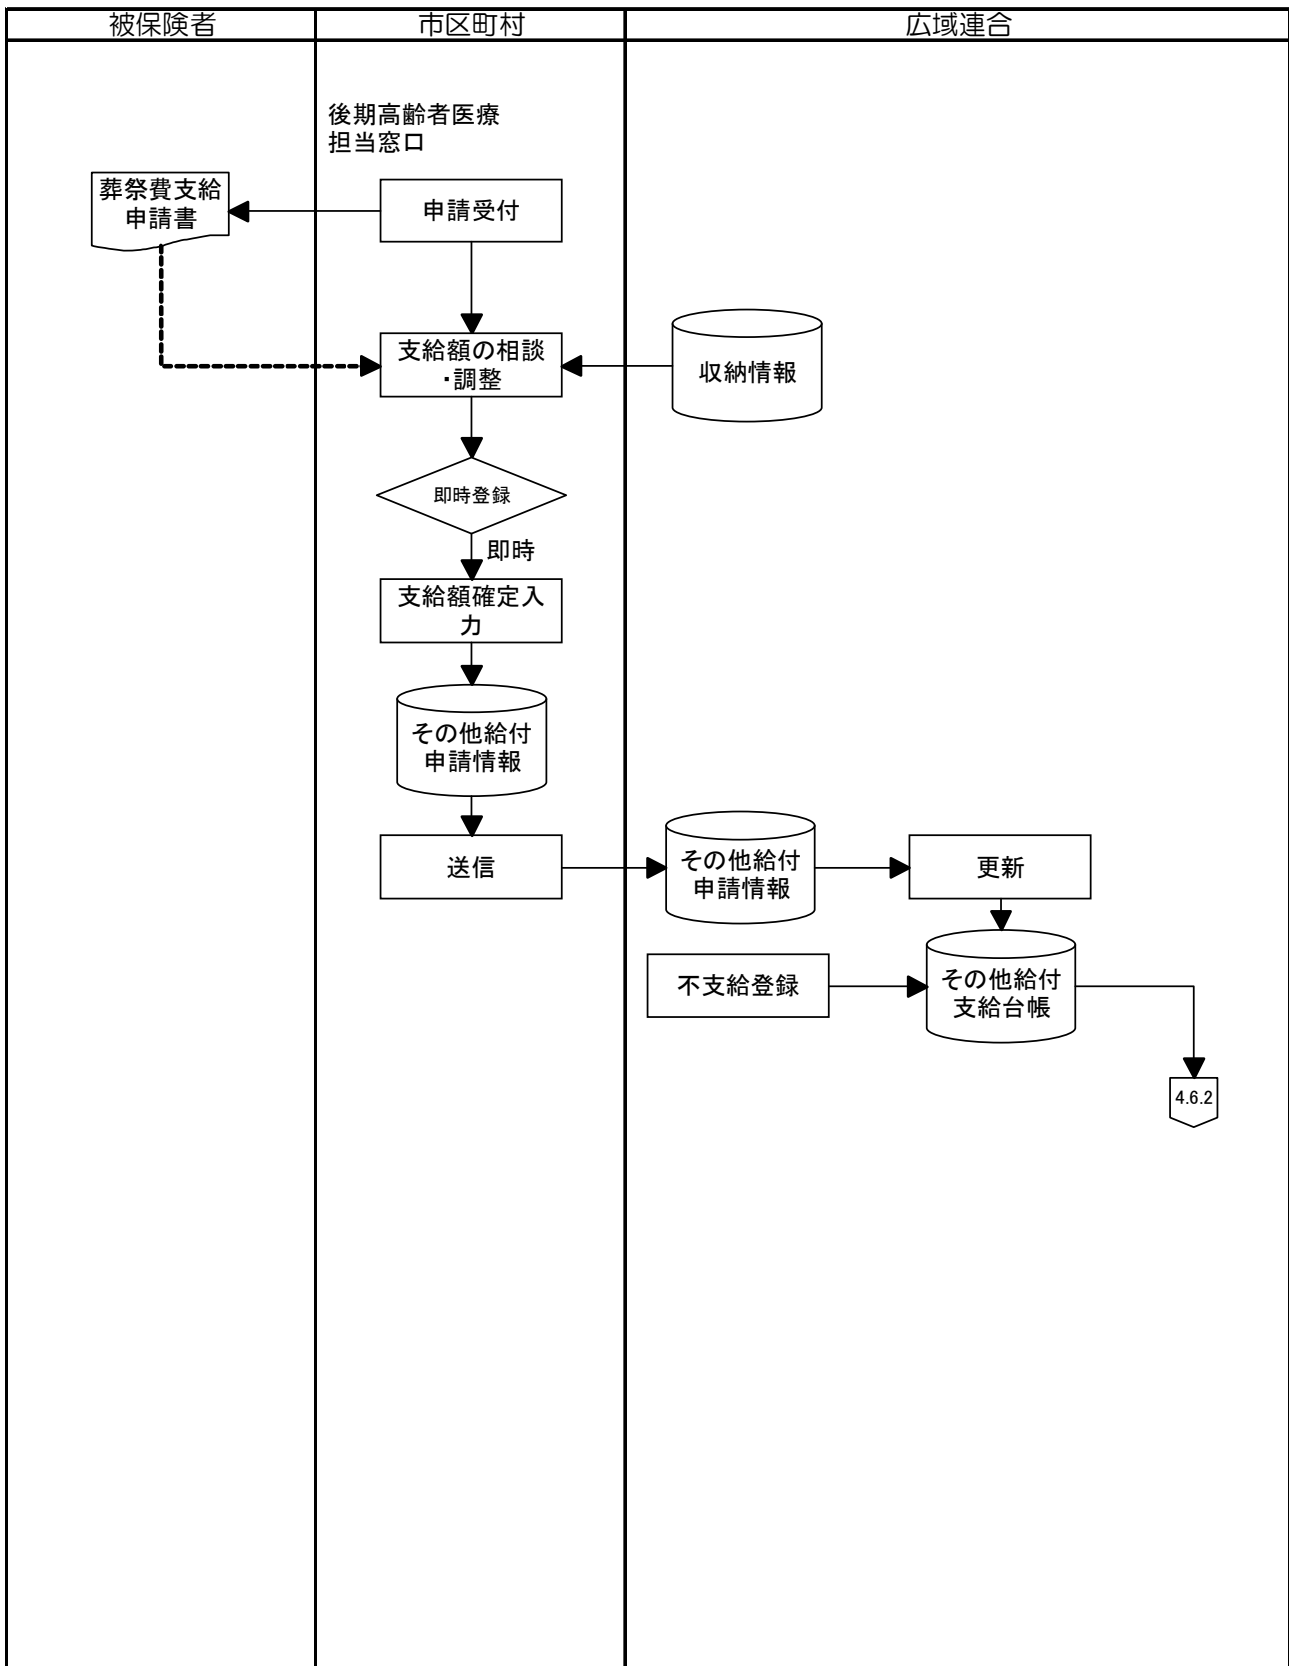 被保険者
市区町村
広域連合
後期高齢者医療
担当窓口
葬祭費支給
申請書
申請受付
支給額の相談
・調整
収納情報
即時登録
即時
支給額確定入
力
その他給付
申請情報
送信
その他給付
申請情報
更新
不支給登録
その他給付
支給台帳
4.6.2